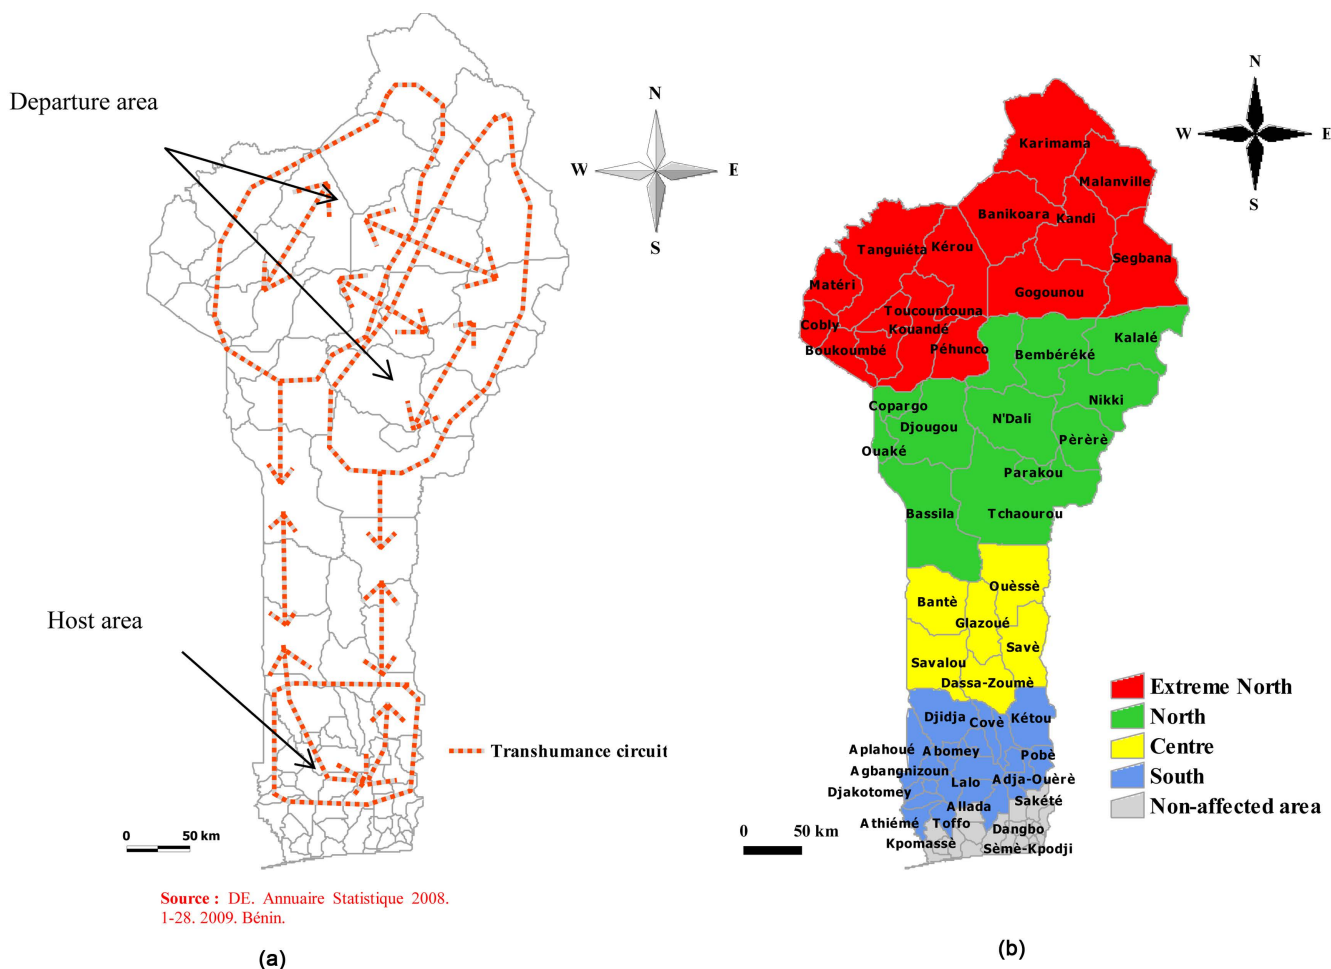 Departure area
N
W
E
S
Host area
Transhumance circuit
0
50 km
Source : DE. Annuaire Statistique 2008.
1-28. 2009. Bénin.
(a)
N
W
E
S
Karimama
Malanville
Banikoara
Kandi
Tanguiéta
Kérou
Segbana
Matéri
Gogounou
Toucountouna
Cobly
Kouandé
Boukoumbé
Péhunco
Kalalé
Bembéréké
Nikki
Copargo
Djougou
N'Dali
Pèrèrè
Ouaké
Parakou
Bassila
Tchaourou
Ouèssè
Bantè
Glazoué
Savè
Savalou
Dassa-Zoumè
Djidja
Covè
Kétou
Aplahoué
Abomey
Pobè
Agbangnizoun
Lalo
Adja-Ouèrè
Djakotomey
Allada
Sakété
Athiémé
Toffo
Dangbo
Kpomassè
Sèmè-Kpodji
Extreme North
North
Centre
South
Non-affected area
0
50 km
(b)